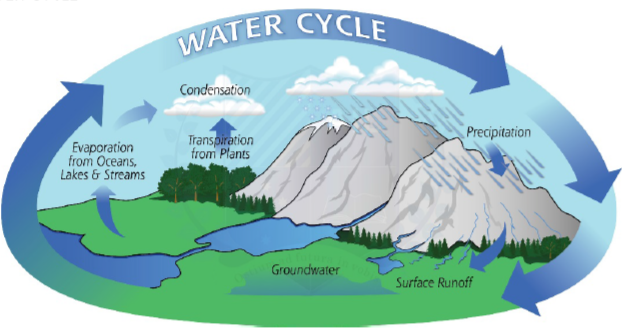 WATER CYCLE
Condensation
Transpiration
from Plants
Evaporation
from Oceans,
Lakes & Streams
Precipitation
Groundwater
Surface Runoff